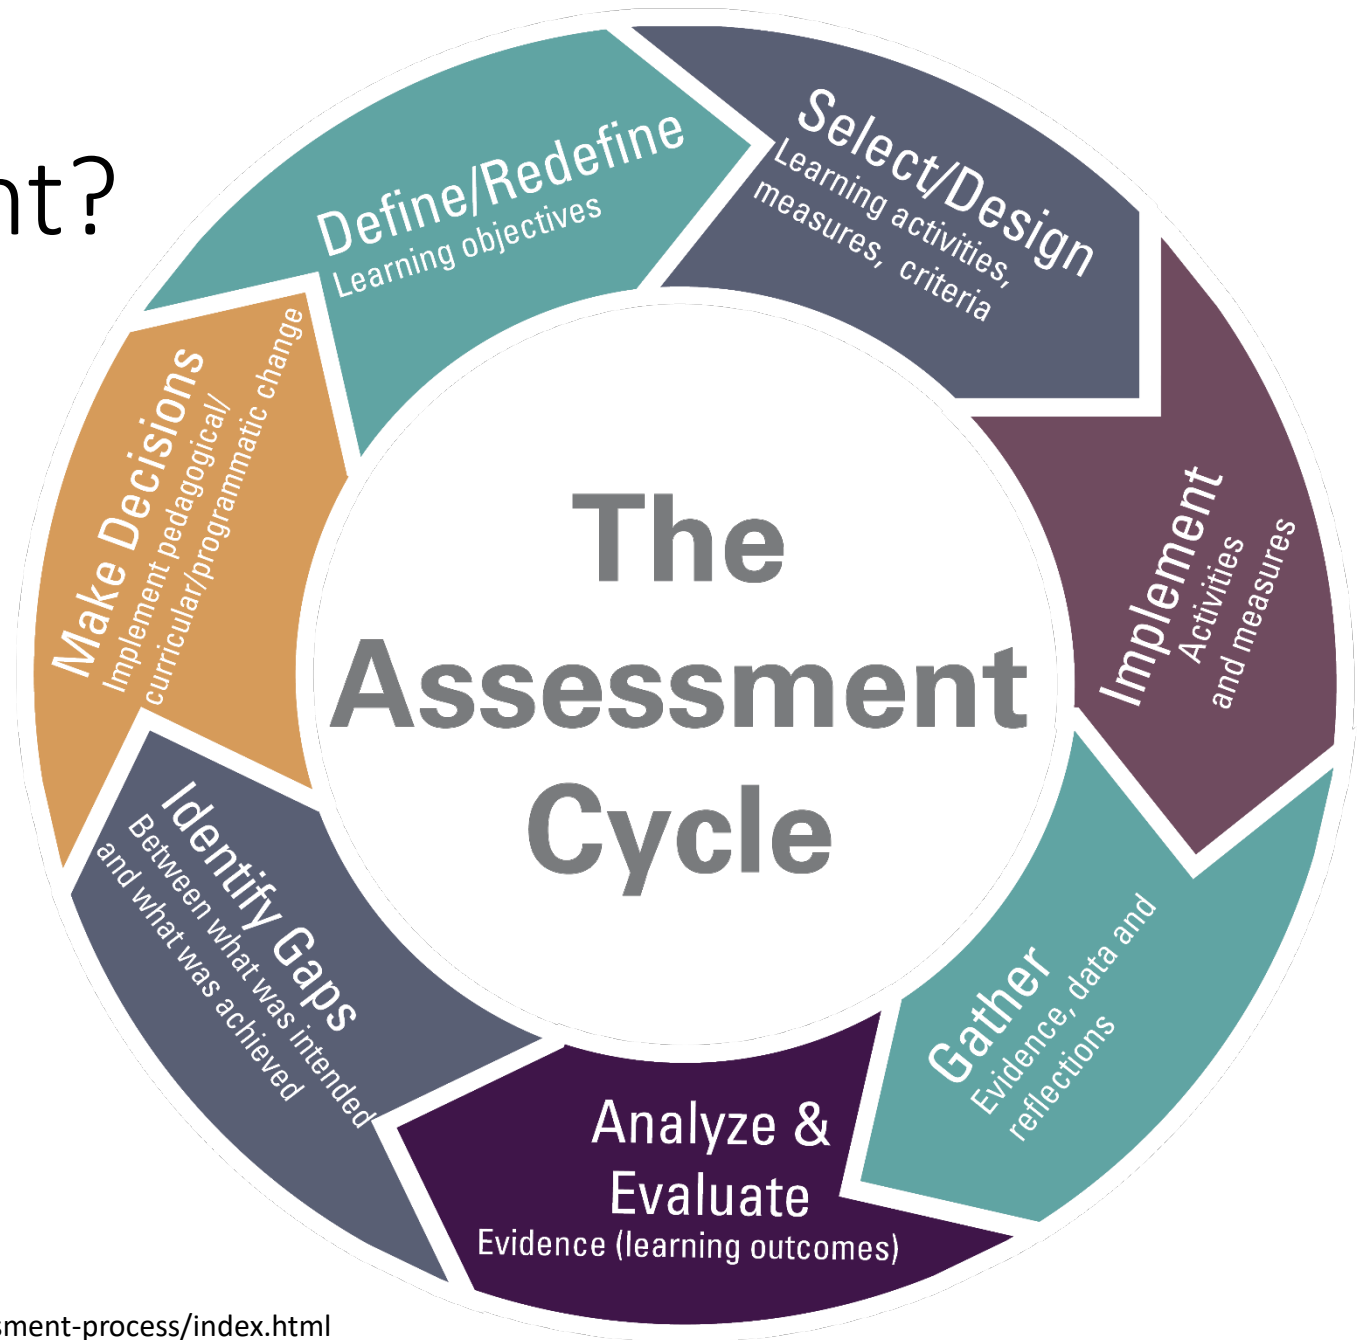 nt?
Define/Redefine
Learning objectives
Select/Design
Learning activities,
measures, criteria
Implement
Activities
and measures
Gather
Evidence, data and
reflections
Analyze &
Evaluate
Evidence (learning outcomes)
Identify Gaps
Between what was intended
and what was achieved
Make Decisions
Implement pedagogical/
curricular/programmatic change
The
Assessment
Cycle
sment-process/index.html